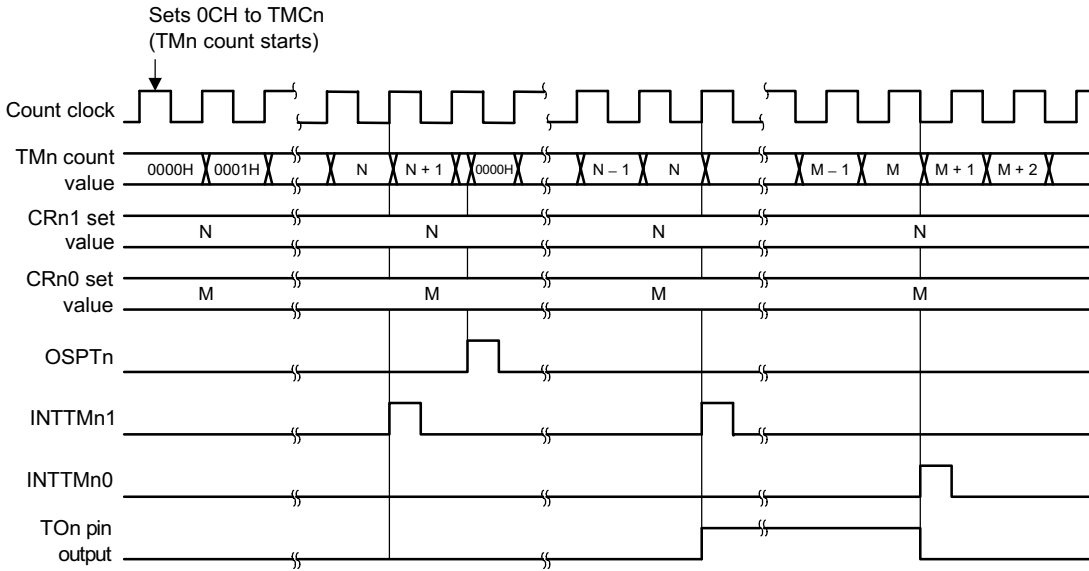 Sets 0CH to TMCn
(TMn count starts)
Count clock
TMn count
value
0000H 0001H N N + 1 0000H N – 1 N M – 1 M M + 1 M + 2
CRn1 set
value
N N N N
CRn0 set
value
M M M M
OSPTn
INTTMn1
INTTMn0
TOn pin
output